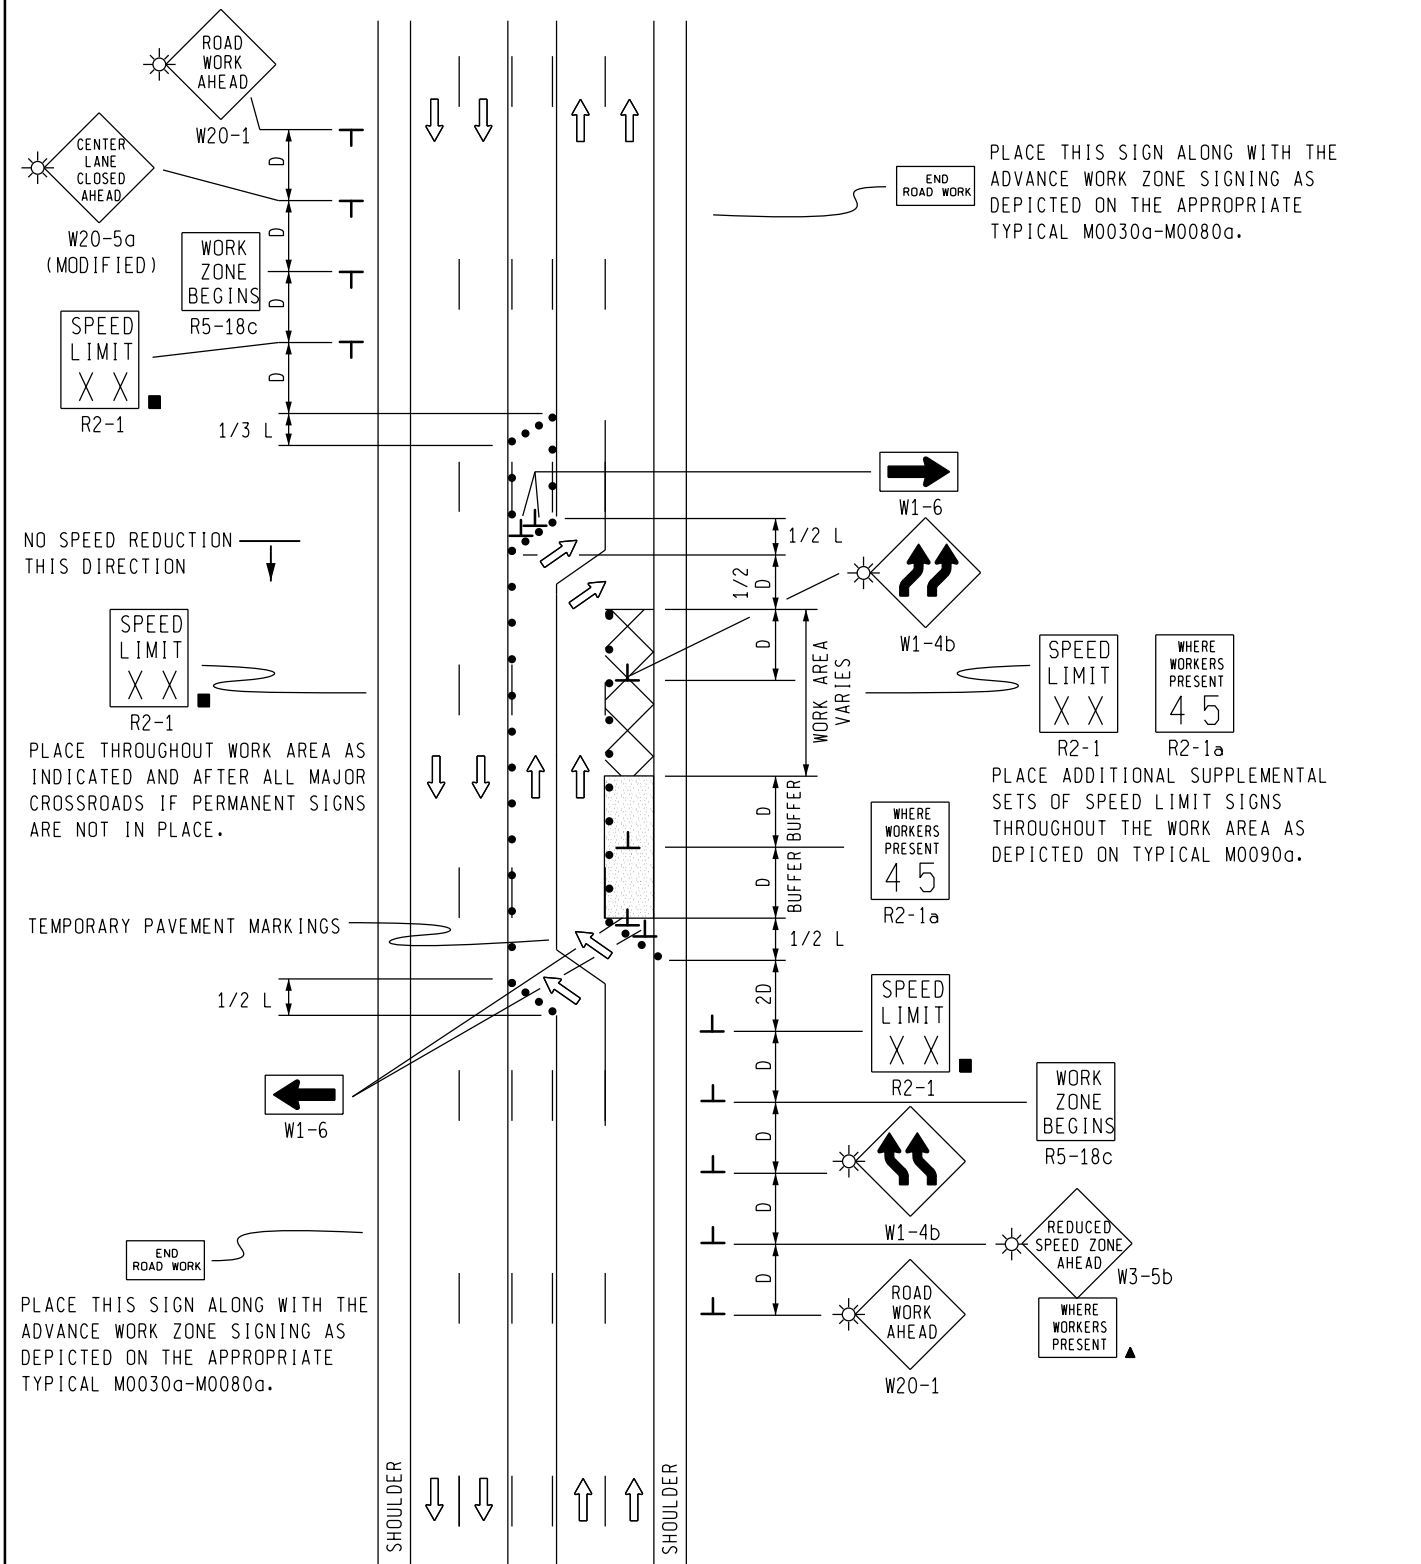 ROAD
WORK
AHEAD
W20-1
CENTER
LANE
CLOSED
AHEAD
W20-5a
(MODIFIED)
WORK
ZONE
BEGINS
R5-18c
SPEED
LIMIT
X X
R2-1
D
D
D
D
1/3 L
END
ROAD WORK
PLACE THIS SIGN ALONG WITH THE
ADVANCE WORK ZONE SIGNING AS
DEPICTED ON THE APPROPRIATE
TYPICAL M0030a-M0080a.
NO SPEED REDUCTION
THIS DIRECTION
W1-6
1/2 L
1/2
D
D
W1-4b
WORK AREA
VARIES
SPEED
LIMIT
X X
R2-1
PLACE THROUGHOUT WORK AREA AS
INDICATED AND AFTER ALL MAJOR
CROSSROADS IF PERMANENT SIGNS
ARE NOT IN PLACE.
SPEED
LIMIT
X X
R2-1
WHERE
WORKERS
PRESENT
4 5
R2-1a
PLACE ADDITIONAL SUPPLEMENTAL
SETS OF SPEED LIMIT SIGNS
THROUGHOUT THE WORK AREA AS
DEPICTED ON TYPICAL M0090a.
D
BUFFER
D
BUFFER
WHERE
WORKERS
PRESENT
4 5
R2-1a
TEMPORARY PAVEMENT MARKINGS
1/2 L
1/2 L
2D
SPEED
LIMIT
X X
R2-1
D
WORK
ZONE
BEGINS
R5-18c
W1-6
D
W1-4b
D
REDUCED
SPEED ZONE
AHEAD
W3-5b
WHERE
WORKERS
PRESENT
D
ROAD
WORK
AHEAD
W20-1
END
ROAD WORK
PLACE THIS SIGN ALONG WITH THE
ADVANCE WORK ZONE SIGNING AS
DEPICTED ON THE APPROPRIATE
TYPICAL M0030a-M0080a.
SHOULDER
SHOULDER